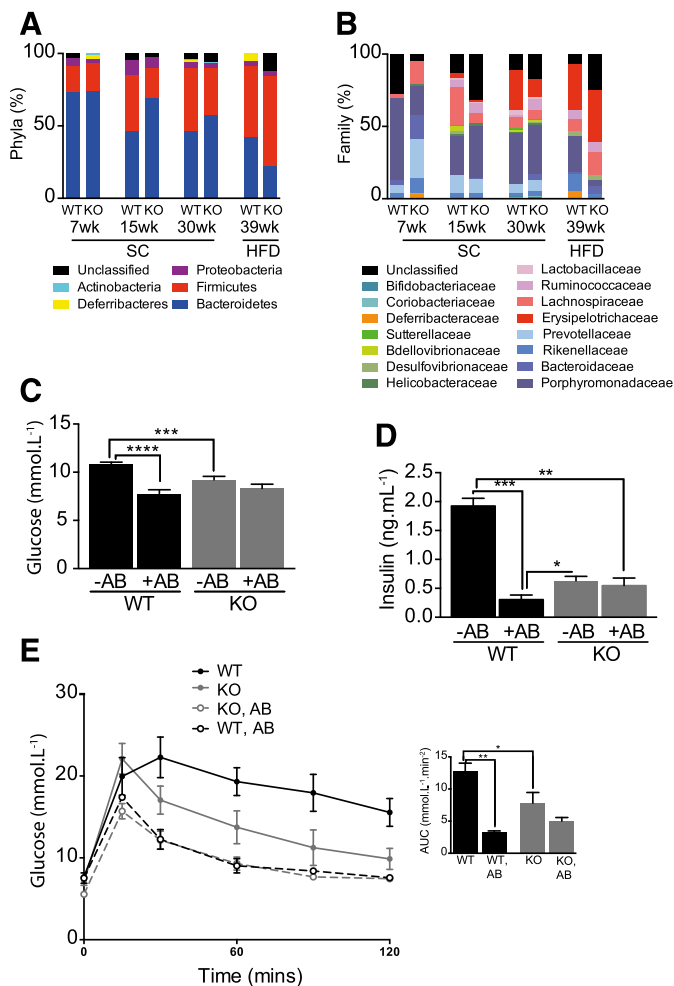 A
100
50
0
Phyla (%)
WT KO WT KO WT KO WT KO
7wk 15wk 30wk 39wk
SC HFD
Unclassified
Actinobacteria
Deferribacteres
Proteobacteria
Firmicutes
Bacteroidetes
B
100
50
0
Family (%)
WT KO WT KO WT KO WT KO
7wk 15wk 30wk 39wk
SC HFD
Unclassified
Bifidobacteriaceae
Coriobacteriaceae
Deferribacteraceae
Sutterellaceae
Bdellovibrionaceae
Desulfovibrionaceae
Helicobacteraceae
Lactobacillaceae
Ruminococcaceae
Lachnospiraceae
Erysipelotrichaceae
Prevotellaceae
Rikenellaceae
Bacteroidaceae
Porphyromonadaceae
C
15
10
5
0
Glucose (mmol.L⁻¹)
***
****
-AB +AB -AB +AB
WT KO
D
2.5
2.0
1.5
1.0
0.5
0.0
Insulin (ng.mL⁻¹)
**
***
*
-AB +AB -AB +AB
WT KO
E
WT
KO
KO, AB
WT, AB
30
20
10
0
Glucose (mmol.L⁻¹)
0 60 120
Time (mins)
15
10
5
0
AUC (mmol.L⁻¹.min⁻²)
*
**
WT WT, KO KO,
AB AB